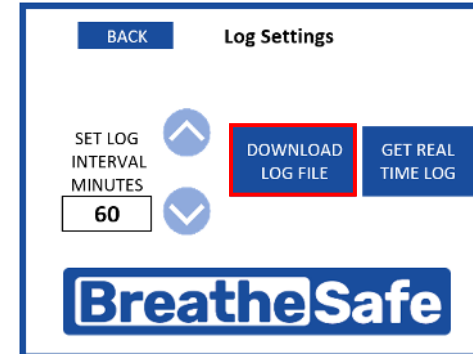 BACK
Log Settings
SET LOG
INTERVAL
MINUTES
60
DOWNLOAD
LOG FILE
GET REAL
TIME LOG
BreatheSafe